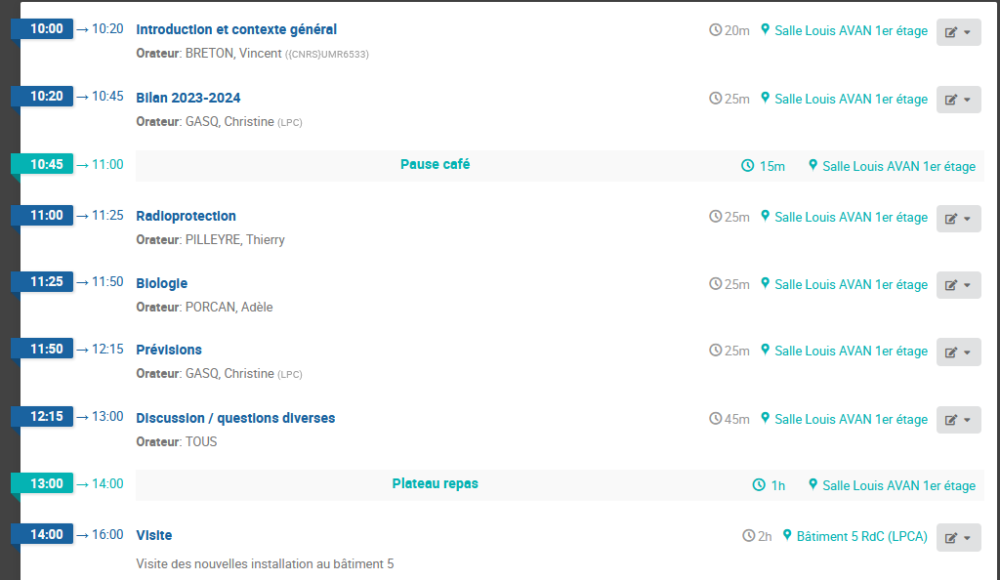 10:00 → 10:20 Introduction et contexte général 20m Salle Louis AVAN 1er étage
Orateur: BRETON, Vincent ((CNRS)UMR6533)
10:20 → 10:45 Bilan 2023-2024 25m Salle Louis AVAN 1er étage
Orateur: GASQ, Christine (LPC)
10:45 → 11:00 Pause café 15m Salle Louis AVAN 1er étage
11:00 → 11:25 Radioprotection 25m Salle Louis AVAN 1er étage
Orateur: PILLEYRE, Thierry
11:25 → 11:50 Biologie 25m Salle Louis AVAN 1er étage
Orateur: PORCAN, Adèle
11:50 → 12:15 Prévisions 25m Salle Louis AVAN 1er étage
Orateur: GASQ, Christine (LPC)
12:15 → 13:00 Discussion / questions diverses 45m Salle Louis AVAN 1er étage
Orateur: TOUS
13:00 → 14:00 Plateau repas 1h Salle Louis AVAN 1er étage
14:00 → 16:00 Visite 2h Bâtiment 5 RdC (LPCA)
Visite des nouvelles installation au bâtiment 5